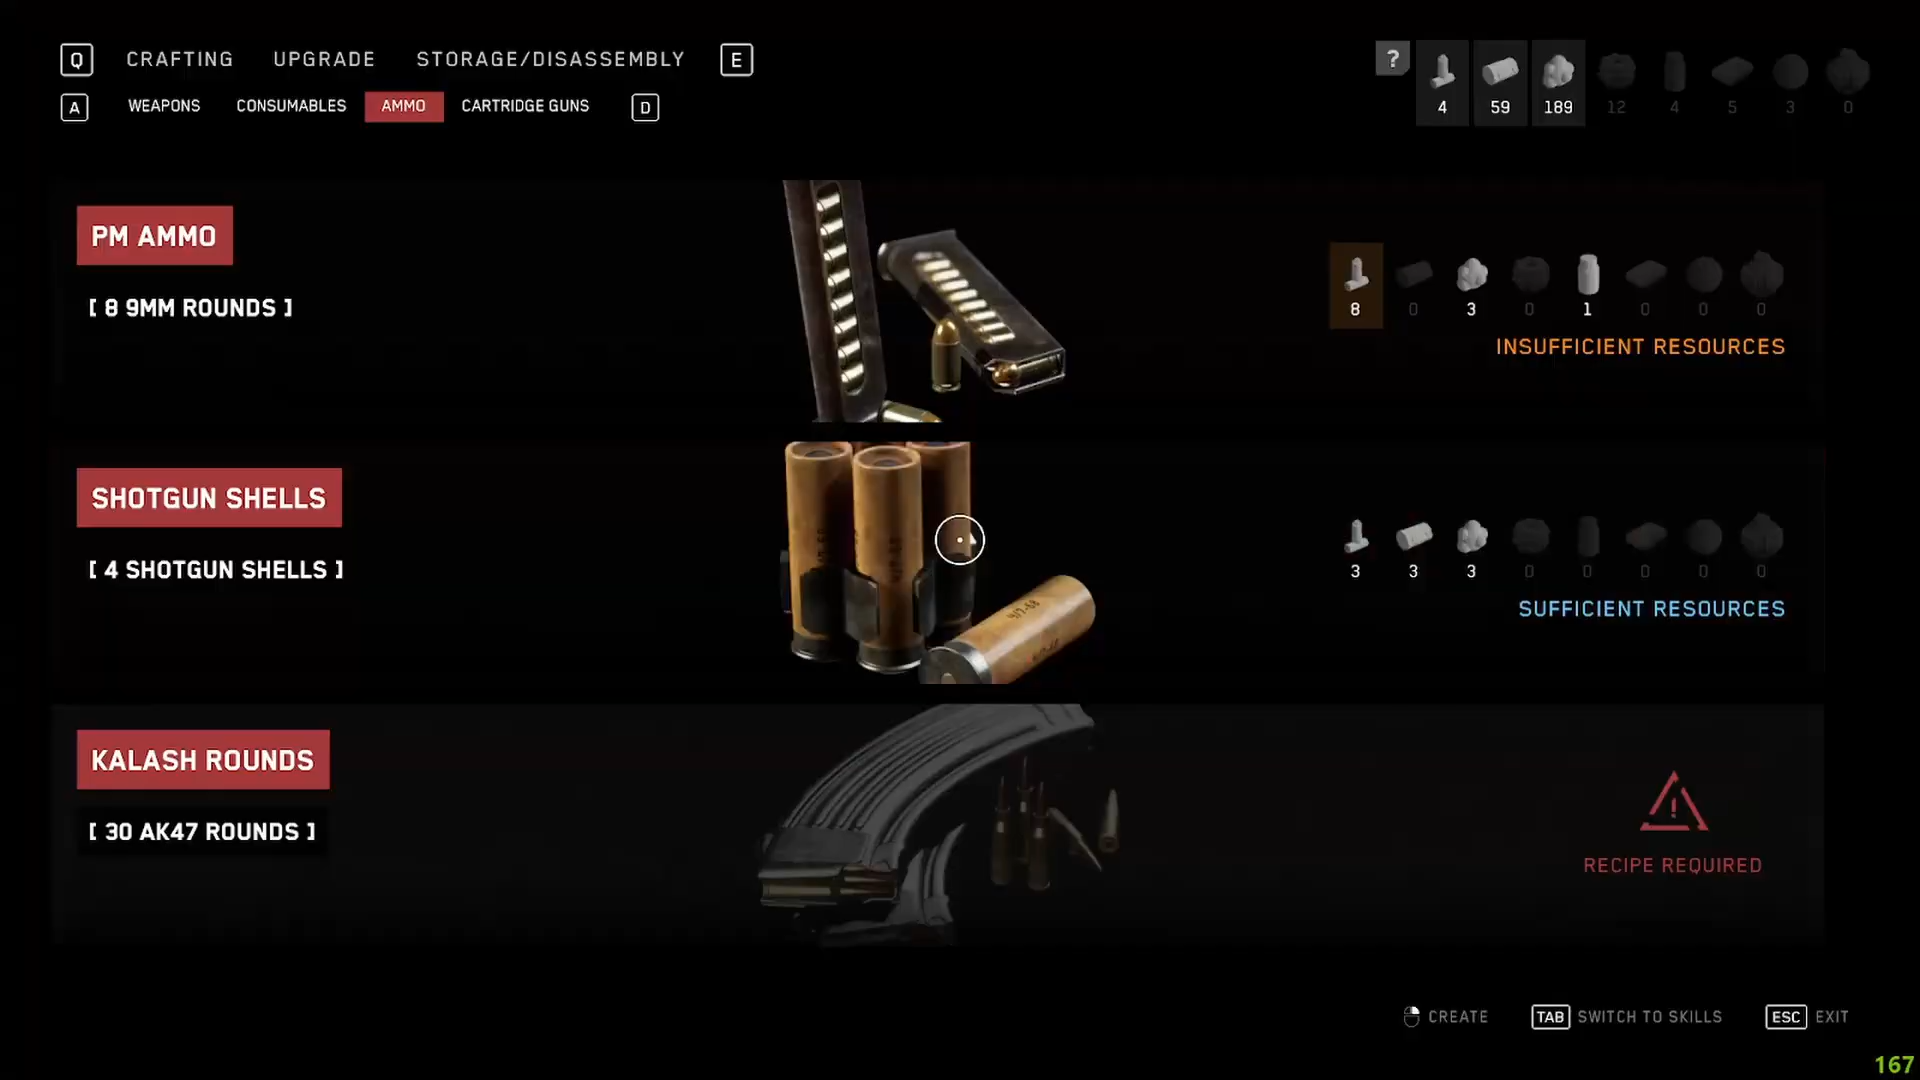 Q CRAFTING UPGRADE STORAGE/DISASSEMBLY E
A WEAPONS CONSUMABLES AMMO CARTRIDGE GUNS D
?
4 59 189 12 4 5 3 0
PM AMMO
[ 8 9MM ROUNDS ]
8 0 3 0 1 0 0 0
INSUFFICIENT RESOURCES
SHOTGUN SHELLS
[ 4 SHOTGUN SHELLS ]
3 3 3 0 0 0 0 0
SUFFICIENT RESOURCES
KALASH ROUNDS
[ 30 AK47 ROUNDS ]
RECIPE REQUIRED
CREATE TAB SWITCH TO SKILLS ESC EXIT
167